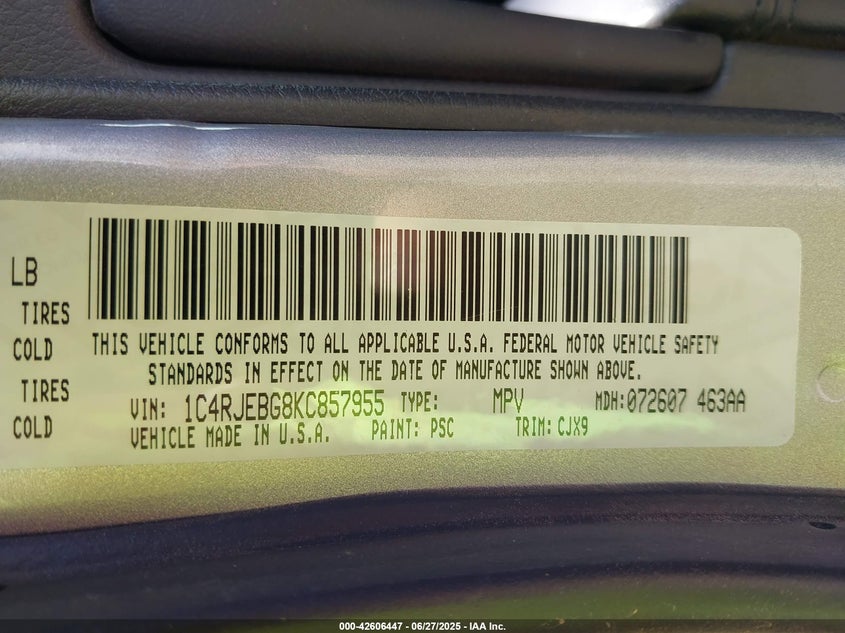 LB
TIRES
COLD
TIRES
COLD
THIS VEHICLE CONFORMS TO ALL APPLICABLE U.S.A. FEDERAL MOTOR VEHICLE SAFETY
STANDARDS IN EFFECT ON THE DATE OF MANUFACTURE SHOWN ABOVE.
VIN: 1C4RJEBG8KC857955 TYPE: MPV MDH:072607 463AA
VEHICLE MADE IN U.S.A. PAINT: PSC TRIM: CJX9
000-42606447 - 06/27/2025 - IAA Inc.